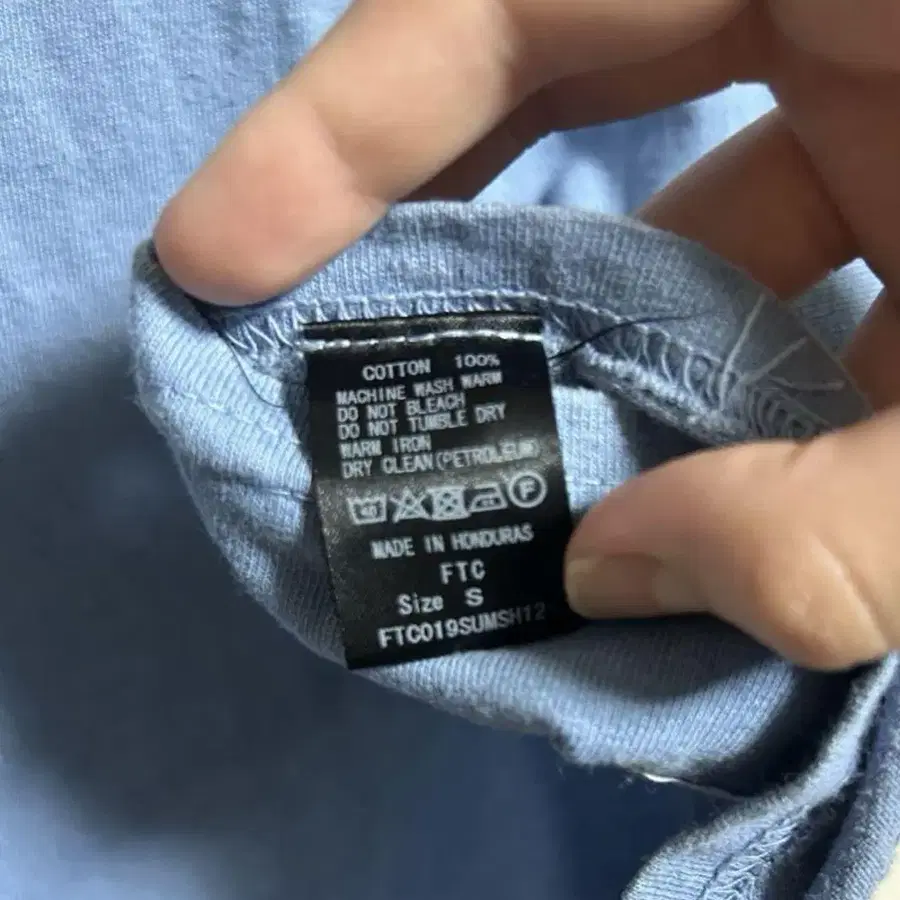 COTTON 100%
MACHINE WASH WARM
DO NOT BLEACH
DO NOT TUMBLE DRY
WARM IRON
DRY CLEAN(PETROLEUM)
40 F
MADE IN HONDURAS
FTC
Size S
FTC019SUMSH12